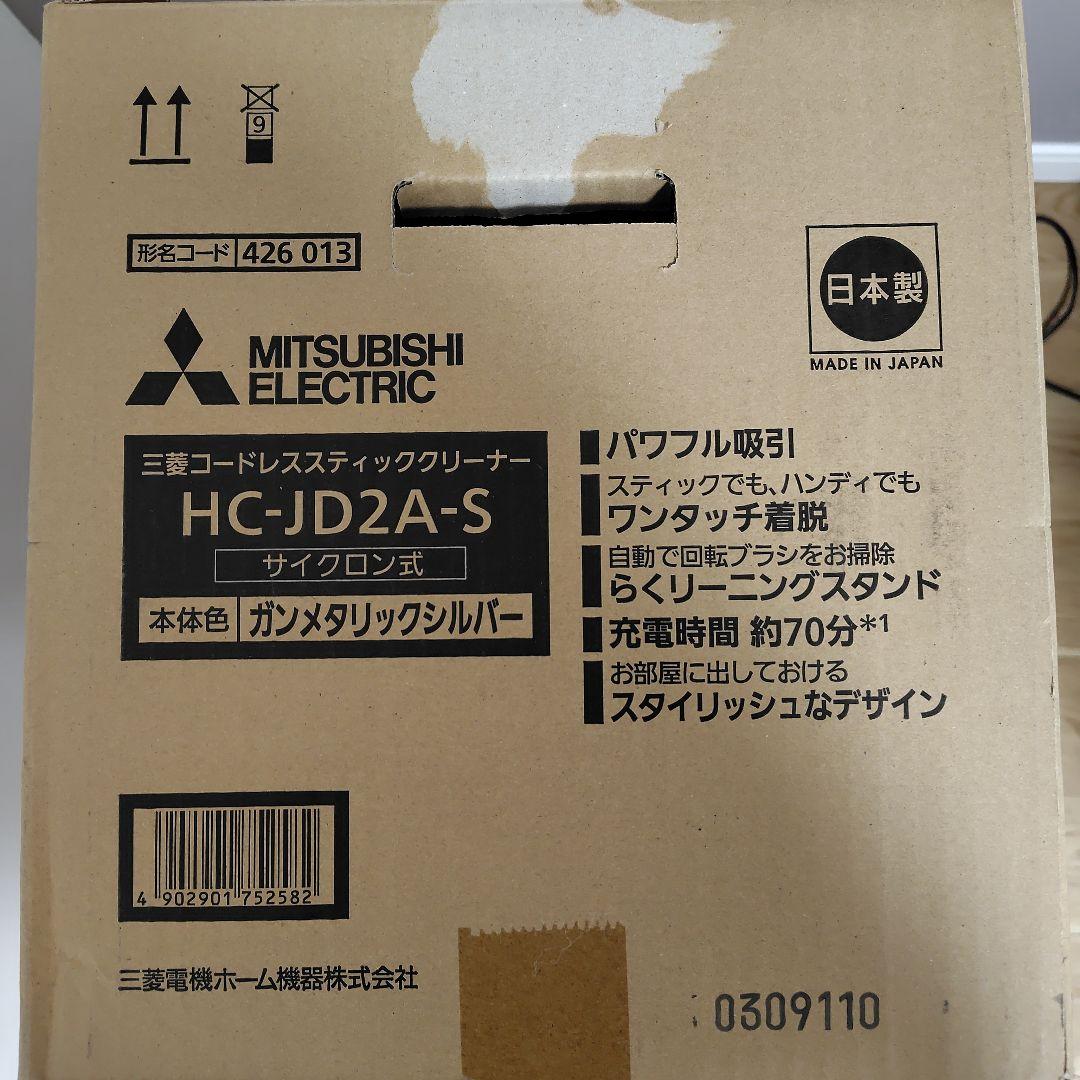 9
形名コード 426 013
日本製
MADE IN JAPAN
MITSUBISHI
ELECTRIC
三菱コードレススティッククリーナー
HC-JD2A-S
サイクロン式
本体色 ガンメタリックシルバー
パワフル吸引
スティックでも、ハンディでも
ワンタッチ着脱
自動で回転ブラシをお掃除
らくリーニングスタンド
充電時間 約70分*1
お部屋に出しておける
スタイリッシュなデザイン
4 902901 752582
三菱電機ホーム機器株式会社
0309110